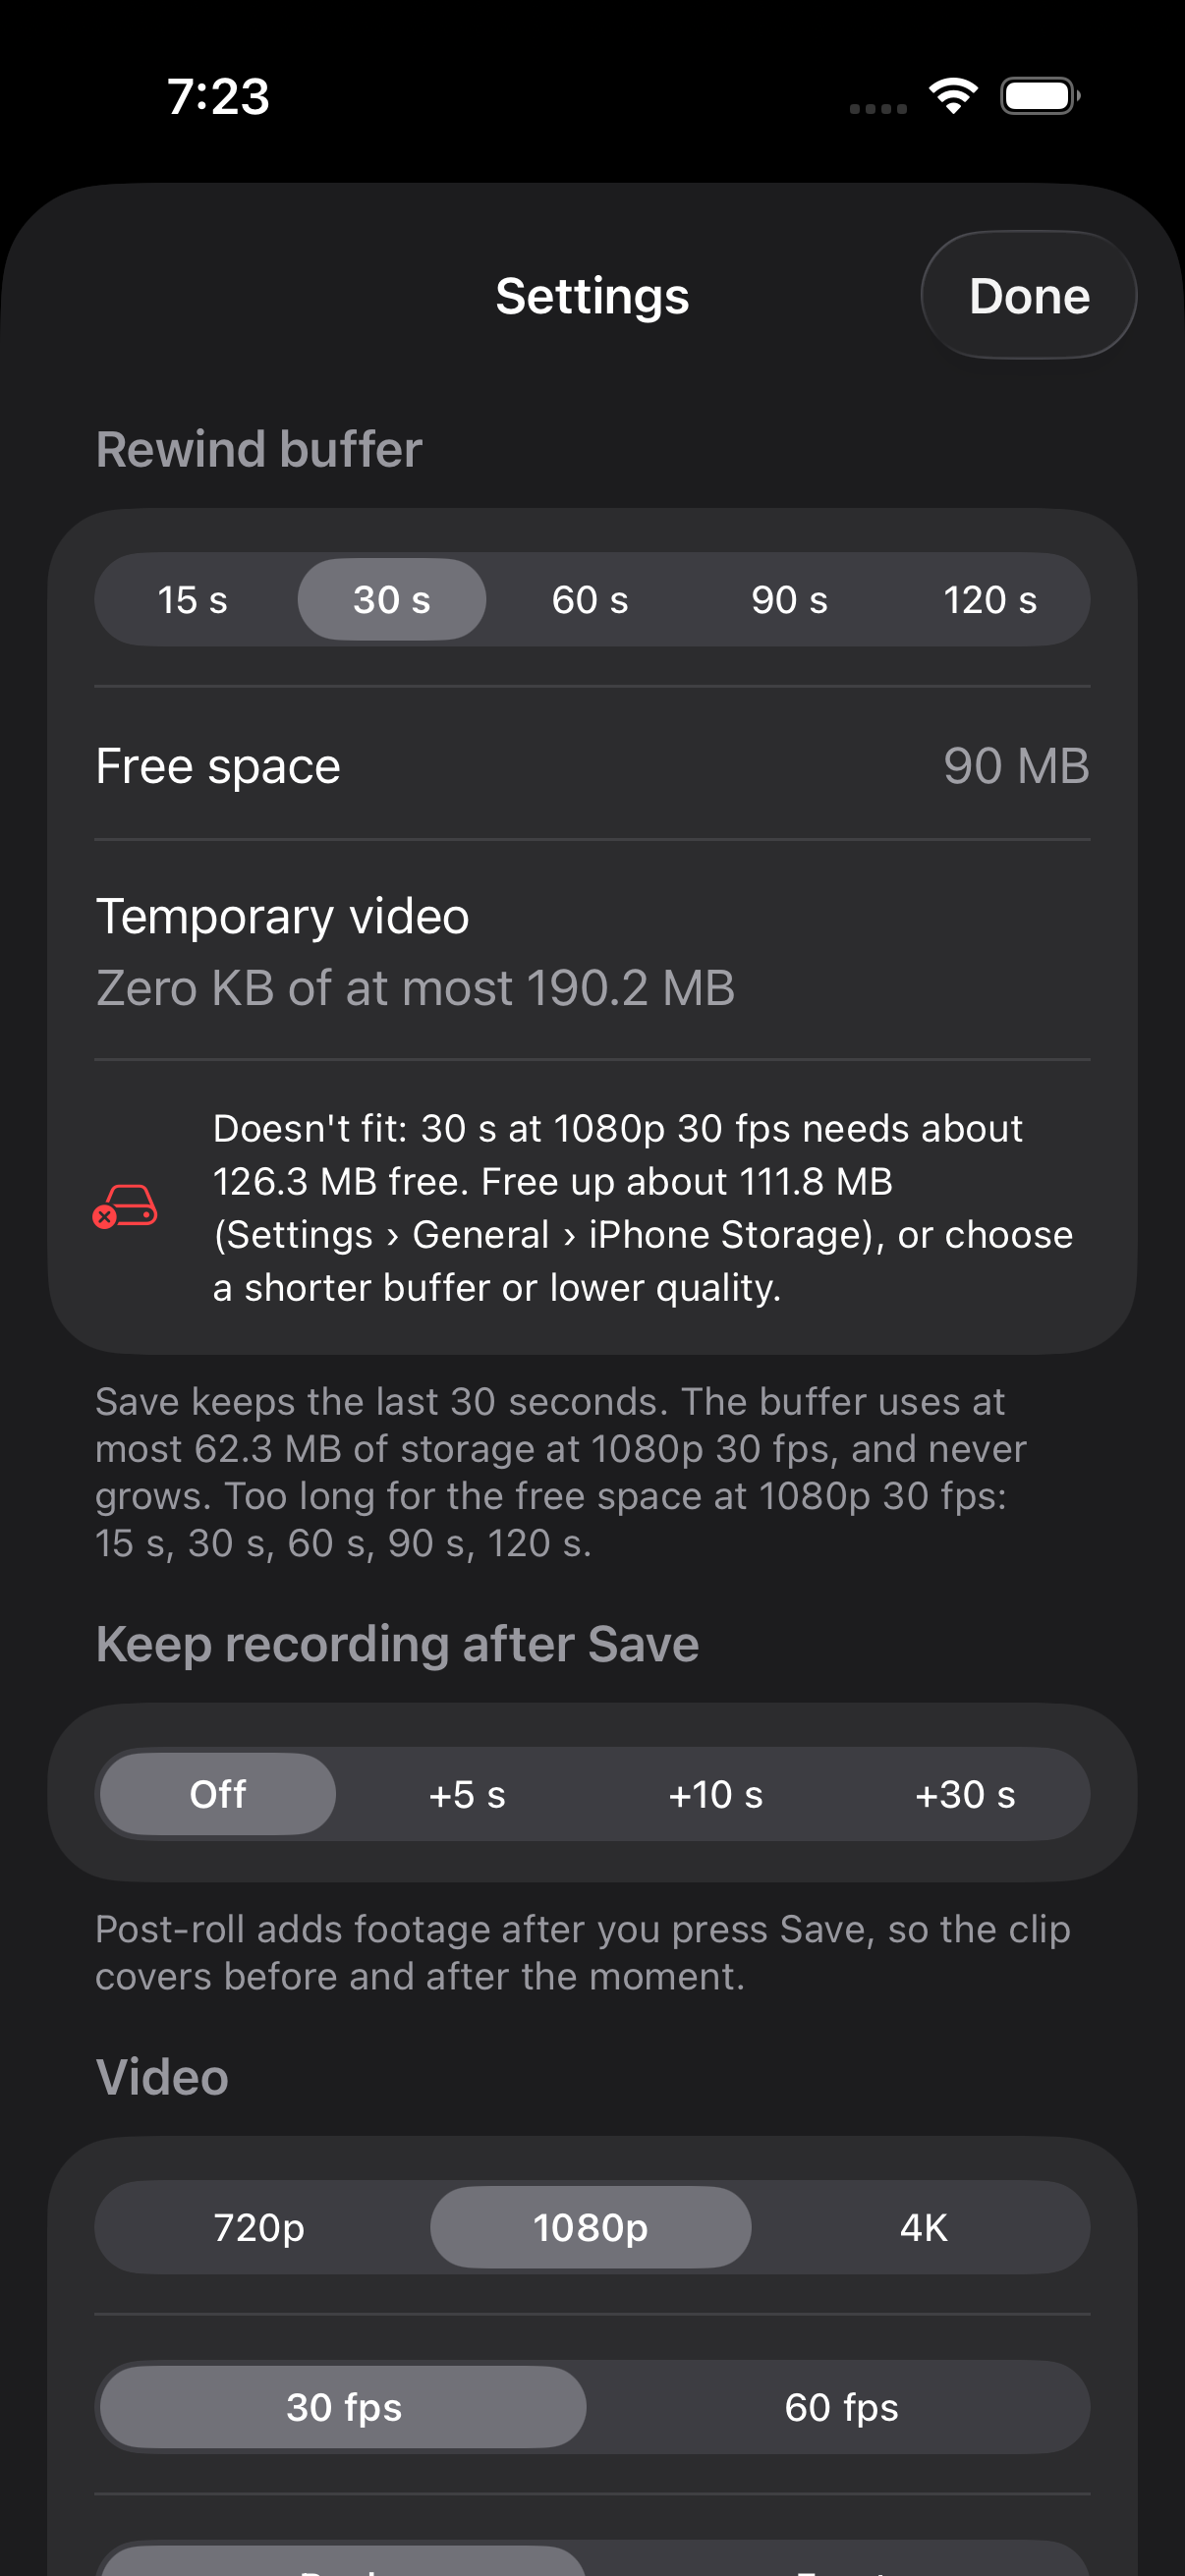 7:23
Settings
Done
Rewind buffer
15 s
30 s
60 s
90 s
120 s
Free space
90 MB
Temporary video
Zero KB of at most 190.2 MB
Doesn't fit: 30 s at 1080p 30 fps needs about
126.3 MB free. Free up about 111.8 MB
(Settings › General › iPhone Storage), or choose
a shorter buffer or lower quality.
Save keeps the last 30 seconds. The buffer uses at
most 62.3 MB of storage at 1080p 30 fps, and never
grows. Too long for the free space at 1080p 30 fps:
15 s, 30 s, 60 s, 90 s, 120 s.
Keep recording after Save
Off
+5 s
+10 s
+30 s
Post-roll adds footage after you press Save, so the clip
covers before and after the moment.
Video
720p
1080p
4K
30 fps
60 fps